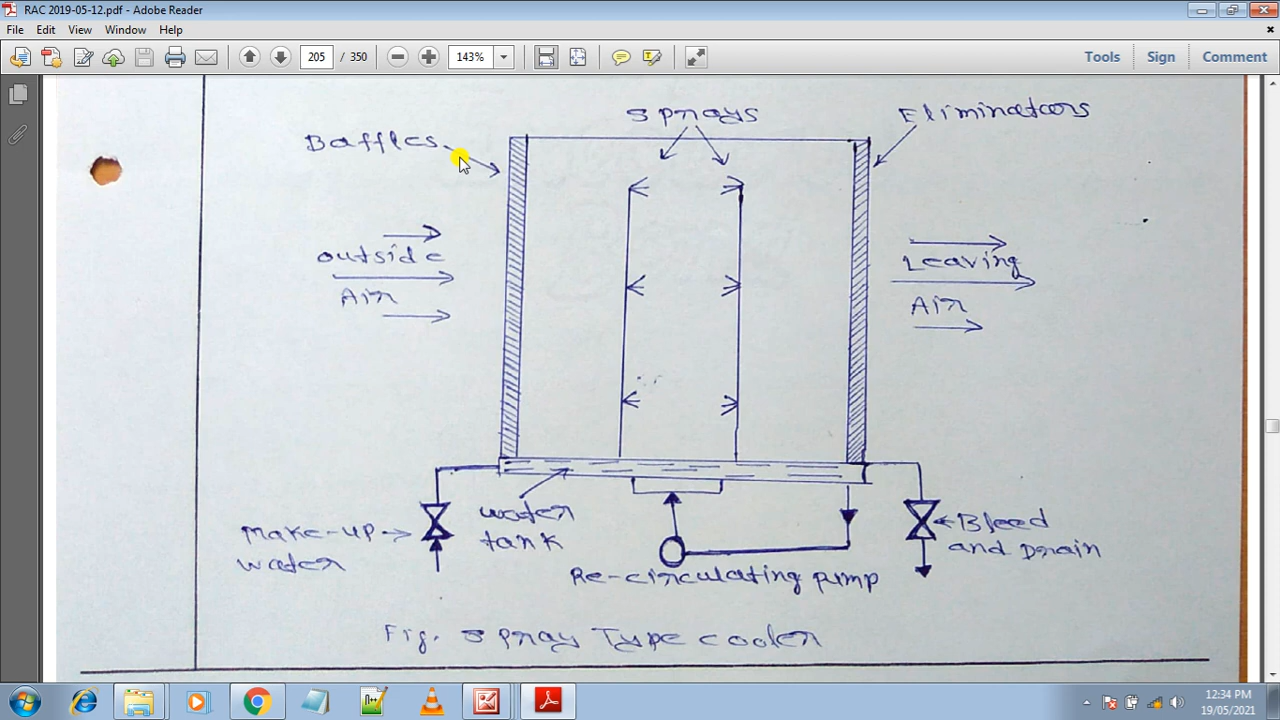 RAC 2019-05-12.pdf - Adobe Reader
File Edit View Window Help
205 / 350 143% Tools Sign Comment
Sprays
Eliminators
Baffles
Outside
Air
Leaving
Air
Make-up
water
water
tank
Re-circulating pump
Bleed
and Drain
Fig. Spray Type cooler
12:34 PM
19/05/2021